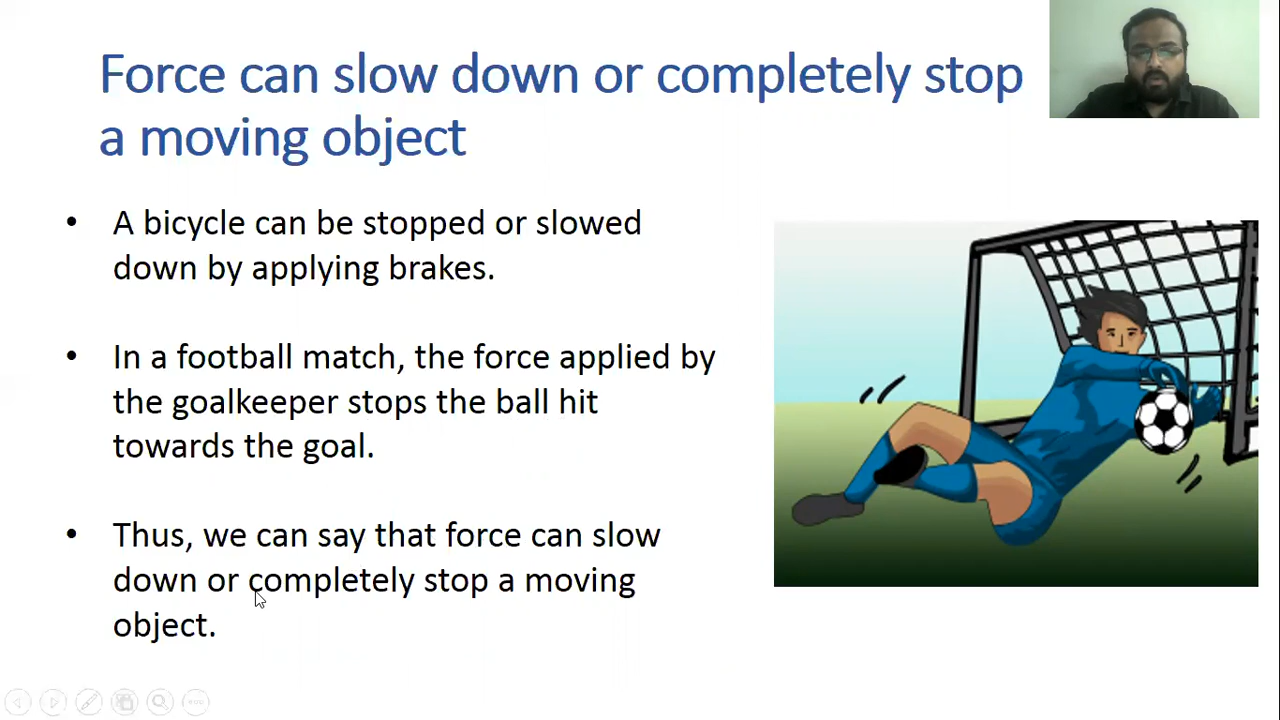 Force can slow down or completely stop
a moving object
• A bicycle can be stopped or slowed
down by applying brakes.
• In a football match, the force applied by
the goalkeeper stops the ball hit
towards the goal.
• Thus, we can say that force can slow
down or completely stop a moving
object.